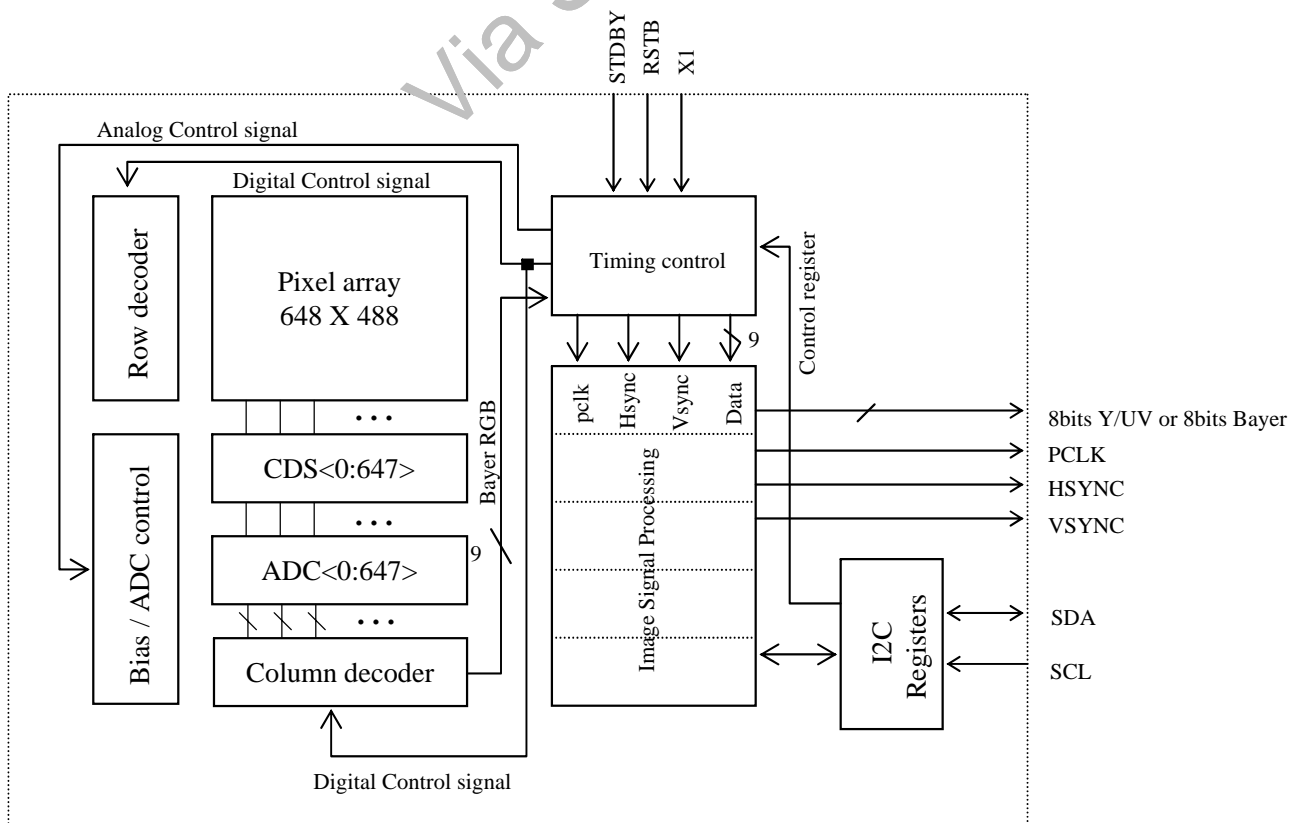 Via
STDBY
RSTB
X1
Analog Control signal
Digital Control signal
Row decoder
Pixel array
648 X 488
Timing control
Control register
9
pclk
Hsync
Vsync
Data
8bits Y/UV or 8bits Bayer
PCLK
HSYNC
VSYNC
CDS<0:647>
Bayer RGB
Bias / ADC control
ADC<0:647>
9
Image Signal Processing
I2C
Registers
SDA
SCL
Column decoder
Digital Control signal